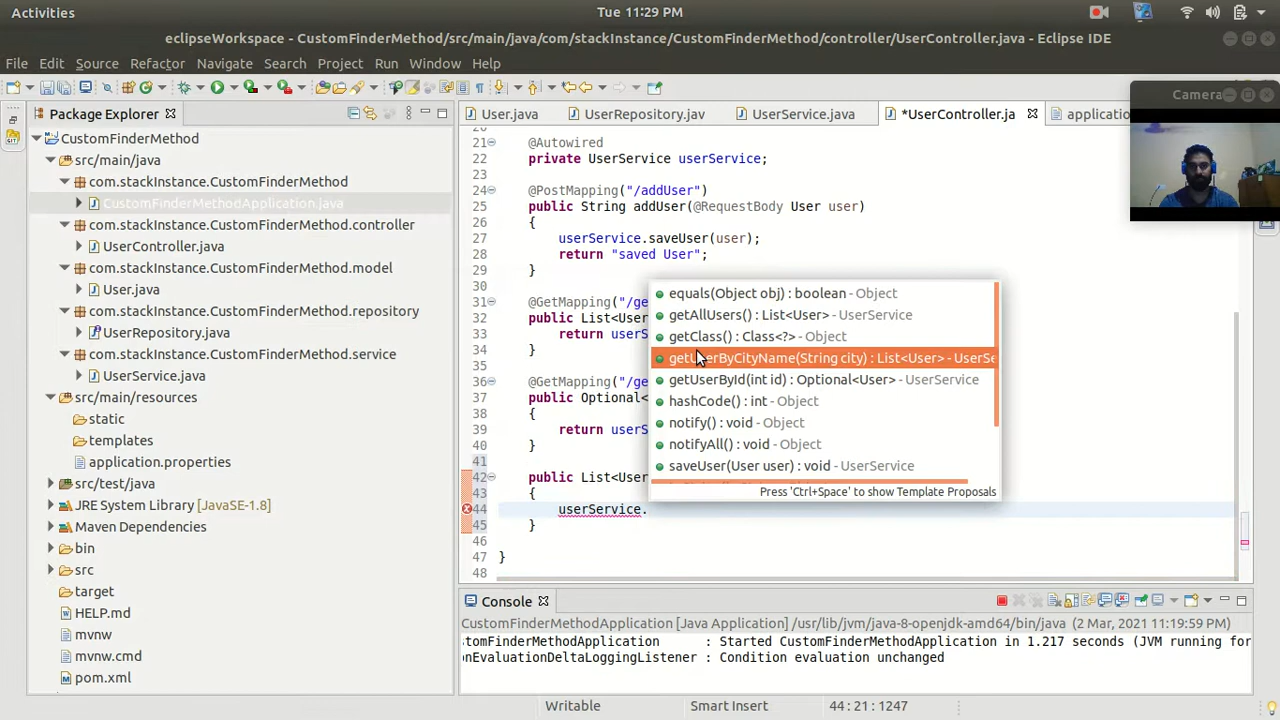 Activities
Tue 11:29 PM
eclipseWorkspace - CustomFinderMethod/src/main/java/com/stackInstance/CustomFinderMethod/controller/UserController.java - Eclipse IDE
File Edit Source Refactor Navigate Search Project Run Window Help
Package Explorer
User.java UserRepository.jav UserService.java *UserController.ja applicatio
Camera
CustomFinderMethod
src/main/java
com.stackInstance.CustomFinderMethod
CustomFinderMethodApplication.java
com.stackInstance.CustomFinderMethod.controller
UserController.java
com.stackInstance.CustomFinderMethod.model
User.java
com.stackInstance.CustomFinderMethod.repository
UserRepository.java
com.stackInstance.CustomFinderMethod.service
UserService.java
src/main/resources
static
templates
application.properties
src/test/java
JRE System Library [JavaSE-1.8]
Maven Dependencies
bin
src
target
HELP.md
mvnw
mvnw.cmd
pom.xml
21 @Autowired
22 private UserService userService;
23
24 @PostMapping("/addUser")
25 public String addUser(@RequestBody User user)
26 {
27 userService.saveUser(user);
28 return "saved User";
29 }
30
31 @GetMapping("/ge
32 public List<User
33 return userS
34 }
35
36 @GetMapping("/ge
37 public Optional<
38 {
39 return userS
40 }
41
42 public List<User
43 {
44 userService.
45 }
46
47 }
48
equals(Object obj) : boolean - Object
getAllUsers() : List<User> - UserService
getClass() : Class<?> - Object
getUserByCityName(String city) : List<User> - UserSe
getUserById(int id) : Optional<User> - UserService
hashCode() : int - Object
notify() : void - Object
notifyAll() : void - Object
saveUser(User user) : void - UserService
Press 'Ctrl+Space' to show Template Proposals
Console
CustomFinderMethodApplication [Java Application] /usr/lib/jvm/java-8-openjdk-amd64/bin/java (2 Mar, 2021 11:19:59 PM)
stomFinderMethodApplication : Started CustomFinderMethodApplication in 1.217 seconds (JVM running for
onEvaluationDeltaLoggingListener : Condition evaluation unchanged
Writable Smart Insert 44 : 21 : 1247